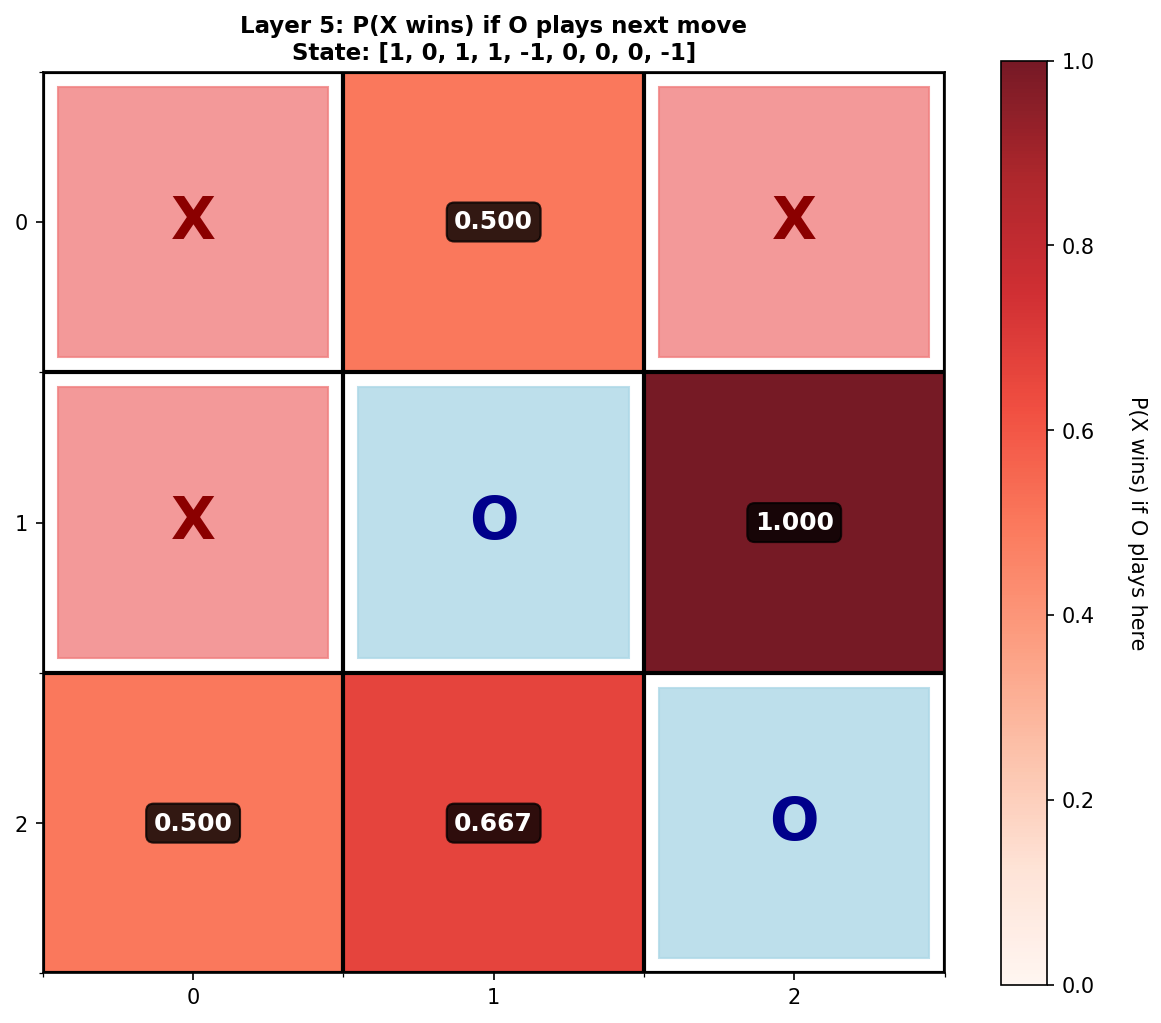 Layer 5: P(X wins) if O plays next move
State: [1, 0, 1, 1, -1, 0, 0, 0, -1]
X
0.500
X
X
O
1.000
0.500
0.667
O
0
1
2
0
1
2
1.0
0.8
0.6
0.4
0.2
0.0
P(X wins) if O plays here